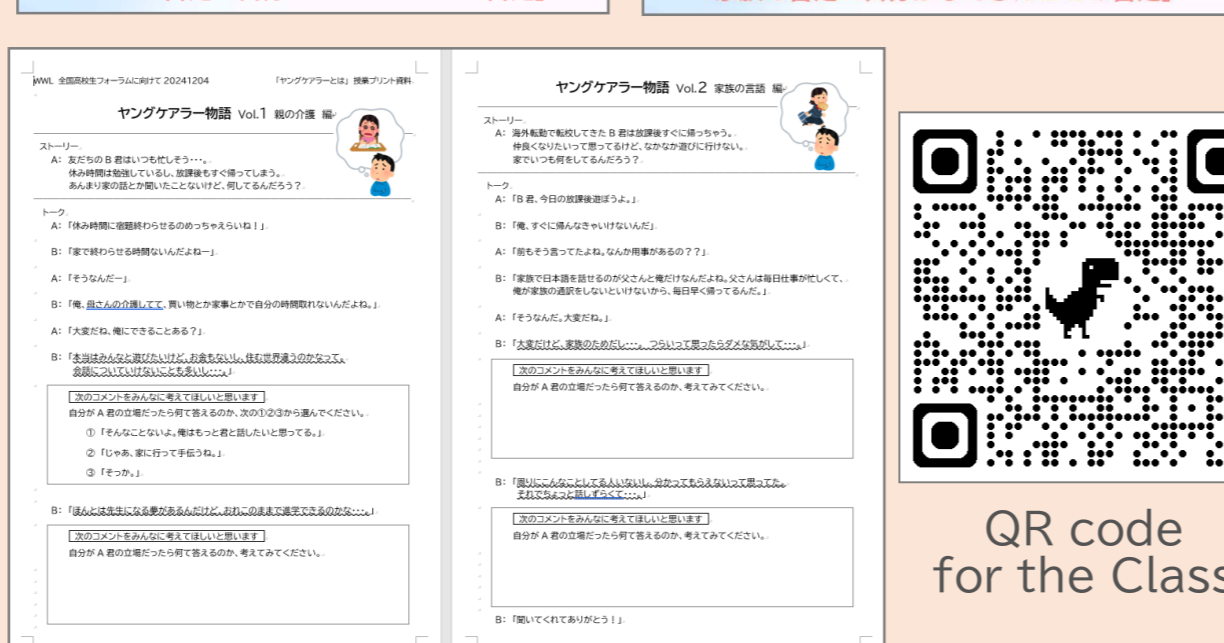 WWL 全国高校生フォーラムに向けて 20241204 「ヤングケアラーとは」 授業プリント資料
ヤングケアラー物語 Vol.1 親の介護 編
ストーリー
A: 友だちの B 君はいつも忙しそう・・・。
休み時間は勉強しているし、放課後もすぐ帰ってしまう。
あんまり家の話とか聞いたことないけど、何してるんだろう？
トーク
A: 「休み時間に宿題終わらせるのめっちゃえらいね！」
B: 「家で終わらせる時間ないんだよねー」
A: 「そうなんだー」
B: 「俺、母さんの介護してて、買い物とか家事とかで自分の時間取れないんだよね。」
A: 「大変だね、俺にできることある？」
B: 「本当はみんなと遊びたいけど、お金もないし、住む世界違うのかなって。
会話についていけないことも多いし・・・。」
次のコメントをみんなに考えてほしいと思います
自分が A 君の立場だったら何て答えるのか、次の①②③から選んでください。
① 「そんなことないよ。俺はもっと君と話したいと思ってる。」
② 「じゃあ、家に行って手伝うね。」
③ 「そっか。」
B: 「ほんとは先生になる夢があるんだけど、おれこのままで進学できるのかな・・・。」
次のコメントをみんなに考えてほしいと思います
自分が A 君の立場だったら何て答えるのか、考えてみてください。
ヤングケアラー物語 Vol.2 家族の言語 編
ストーリー
A: 海外転勤で転校してきた B 君は放課後すぐに帰っちゃう。
仲良くなりたいって思ってるけど、なかなか遊びに行けない。
家でいつも何をしてるんだろう？
トーク
A: 「B 君、今日の放課後遊ぼうよ。」
B: 「俺、すぐに帰んなきゃいけないんだ」
A: 「前もそう言ってたよね。なんか用事があるの？？」
B: 「家族で日本語を話せるのが父さんと俺だけなんだよね。父さんは毎日仕事が忙しくて、
俺が家族の通訳をしないといけないから、毎日早く帰ってるんだ。」
A: 「そうなんだ。大変だね。」
B: 「大変だけど、家族のためだし・・・。 つらいって思ったらダメな気がして・・・。」
次のコメントをみんなに考えてほしいと思います
自分が A 君の立場だったら何て答えるのか、考えてみてください。
B: 「周りにこんなことしてる人いないし、分かってもらえないって思ってた。
それでちょっと話しずらくて・・・。」
次のコメントをみんなに考えてほしいと思います
自分が A 君の立場だったら何て答えるのか、考えてみてください。
B: 「聞いてくれてありがとう！」
QR code
for the Class